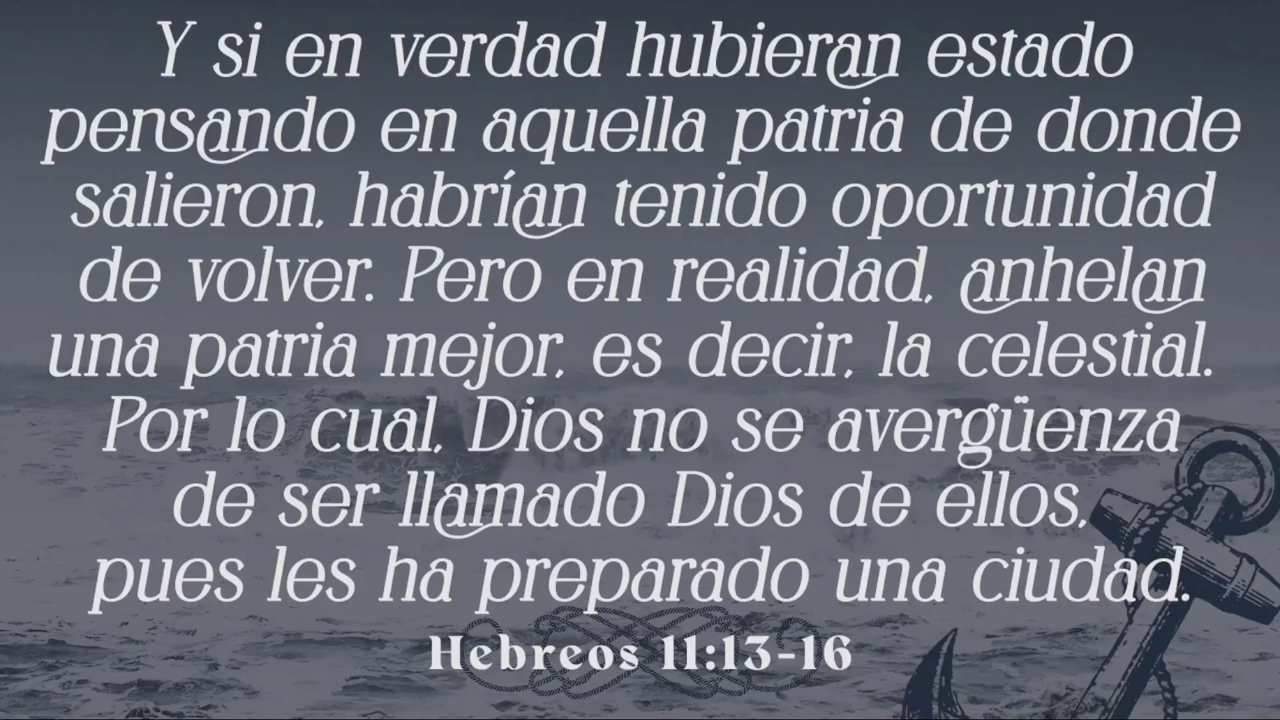 Y si en verdad hubieran estado
pensando en aquella patria de donde
salieron, habrían tenido oportunidad
de volver. Pero en realidad, anhelan
una patria mejor, es decir, la celestial.
Por lo cual, Dios no se avergüenza
de ser llamado Dios de ellos,
pues les ha preparado una ciudad.
Hebreos 11:13-16